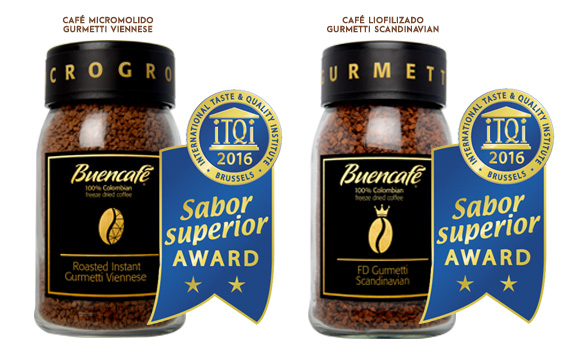 CAFÉ MICROMOLIDO
GURMETTI VIENNESE
CROGRO
Buencafé
100% Colombian
freeze dried coffee
Roasted Instant
Gurmetti Viennese
INTERNATIONAL TASTE & QUALITY INSTITUTE
iTQi
2016
BRUSSELS
Sabor
superior
AWARD
CAFÉ LIOFILIZADO
GURMETTI SCANDINAVIAN
GURMETT
Buencafé
100% Colombian
freeze dried coffee
FD Gurmetti
Scandinavian
INTERNATIONAL TASTE & QUALITY INSTITUTE
iTQi
2016
BRUSSELS
Sabor
superior
AWARD